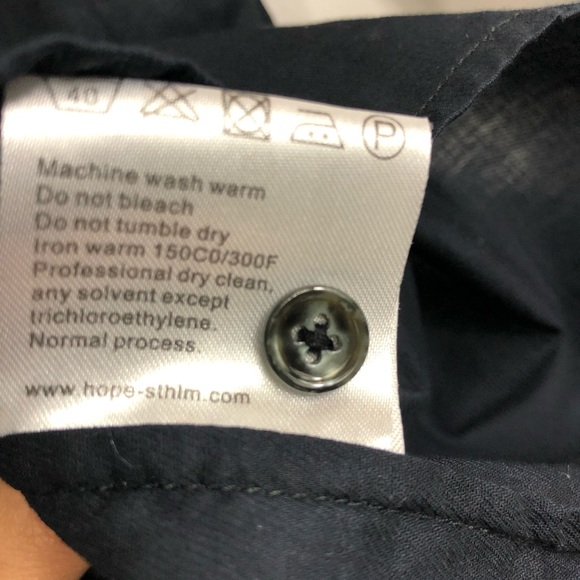 40 P
Machine wash warm
Do not bleach
Do not tumble dry
Iron warm 150C0/300F
Professional dry clean,
any solvent except
trichloroethylene.
Normal process.
www.hope-sthlm.com